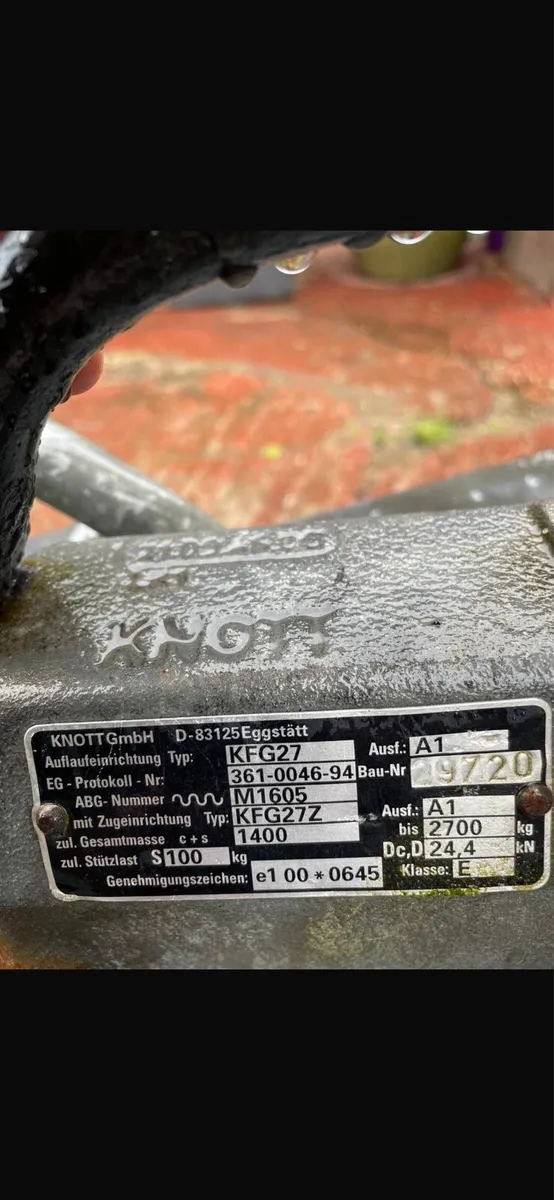 KNOTT
KNOTT GmbH D-83125 Eggstätt
Auflaufeinrichtung Typ: KFG27 Ausf.: A1
EG - Protokoll - Nr: 361-0046-94 Bau-Nr 19720
ABG- Nummer M1605
mit Zugeinrichtung Typ: KFG27Z Ausf.: A1
zul. Gesamtmasse c + s 1400 bis 2700 kg
zul. Stützlast S 100 kg Dc,D 24,4 kN
Genehmigungszeichen: e1 00 * 0645 Klasse: E